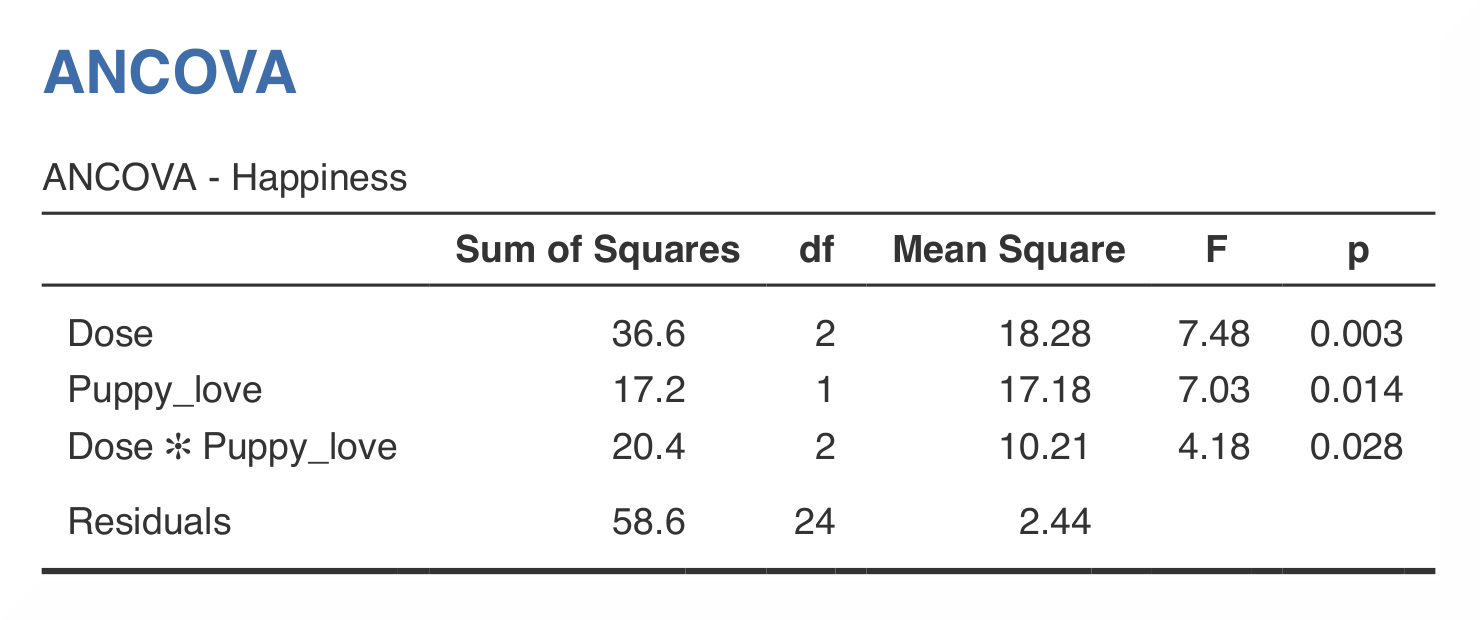 ANCOVA
ANCOVA - Happiness
Sum of Squares df Mean Square F p
Dose 36.6 2 18.28 7.48 0.003
Puppy_love 17.2 1 17.18 7.03 0.014
Dose ✻ Puppy_love 20.4 2 10.21 4.18 0.028
Residuals 58.6 24 2.44